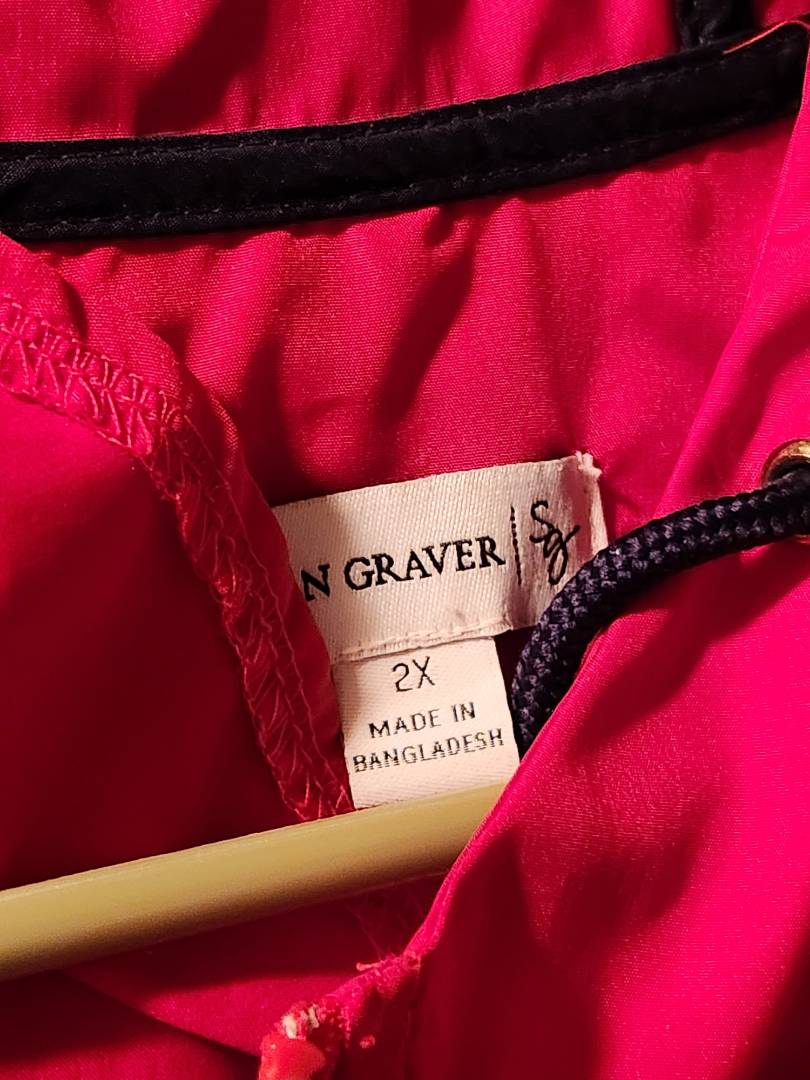 N GRAVER | Sg
2X
MADE IN
BANGLADESH